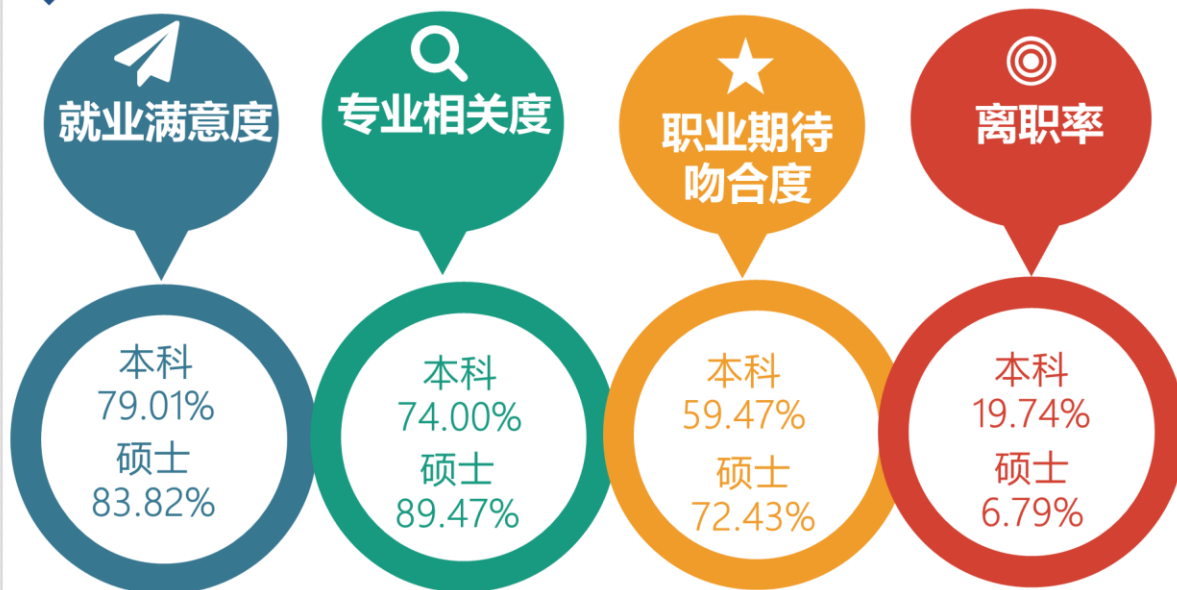 就业满意度
本科
79.01%
硕士
83.82%
专业相关度
本科
74.00%
硕士
89.47%
职业期待
吻合度
本科
59.47%
硕士
72.43%
离职率
本科
19.74%
硕士
6.79%